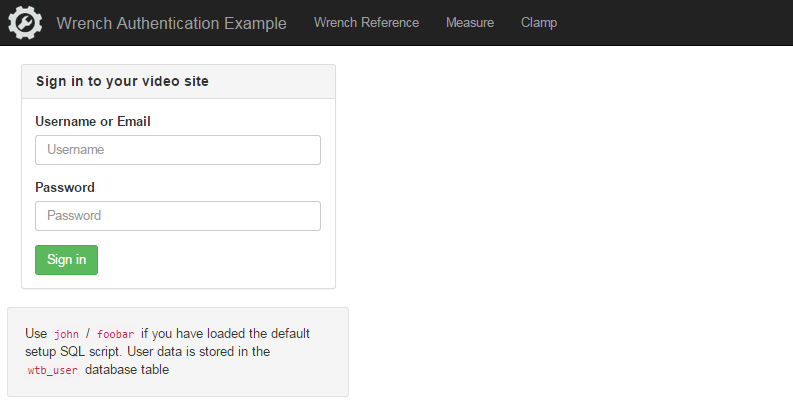 Wrench Authentication Example Wrench Reference Measure Clamp
Sign in to your video site
Username or Email
Username
Password
Password
Sign in
Use john / foobar if you have loaded the default
setup SQL script. User data is stored in the
wtb_user database table